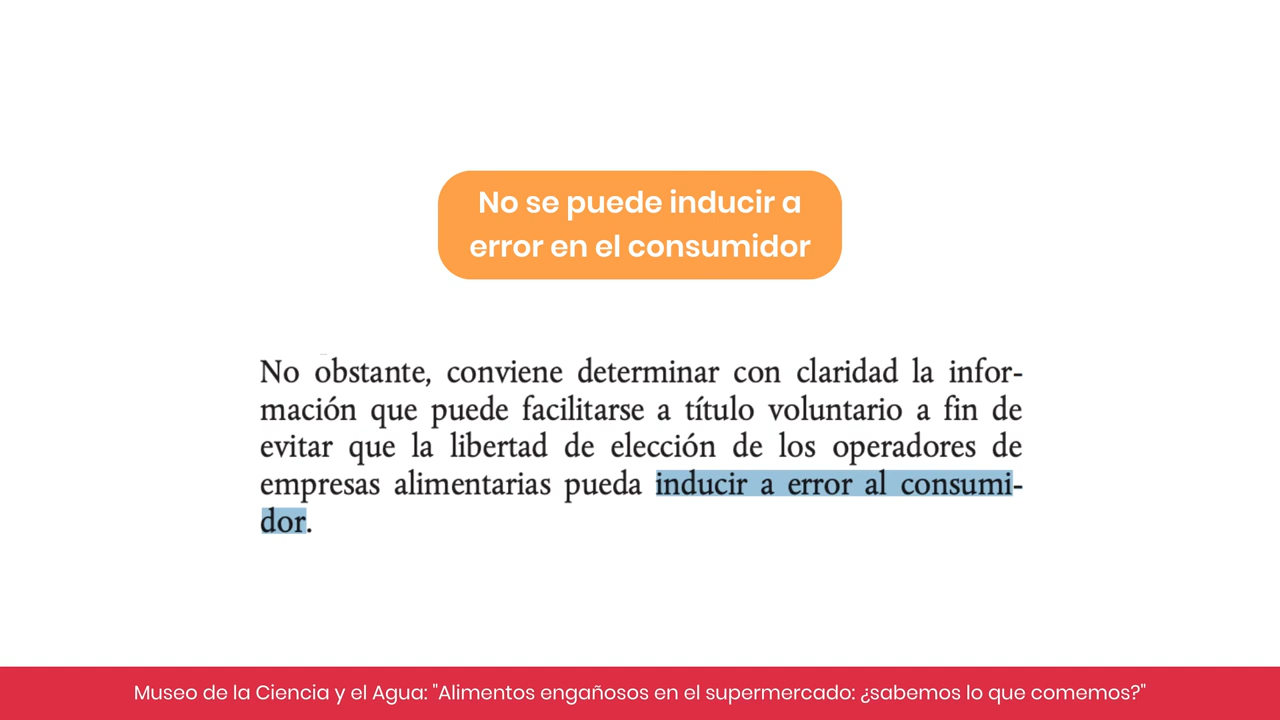 No se puede inducir a
error en el consumidor
No obstante, conviene determinar con claridad la infor-
mación que puede facilitarse a título voluntario a fin de
evitar que la libertad de elección de los operadores de
empresas alimentarias pueda inducir a error al consumi-
dor.
Museo de la Ciencia y el Agua: "Alimentos engañosos en el supermercado: ¿sabemos lo que comemos?"